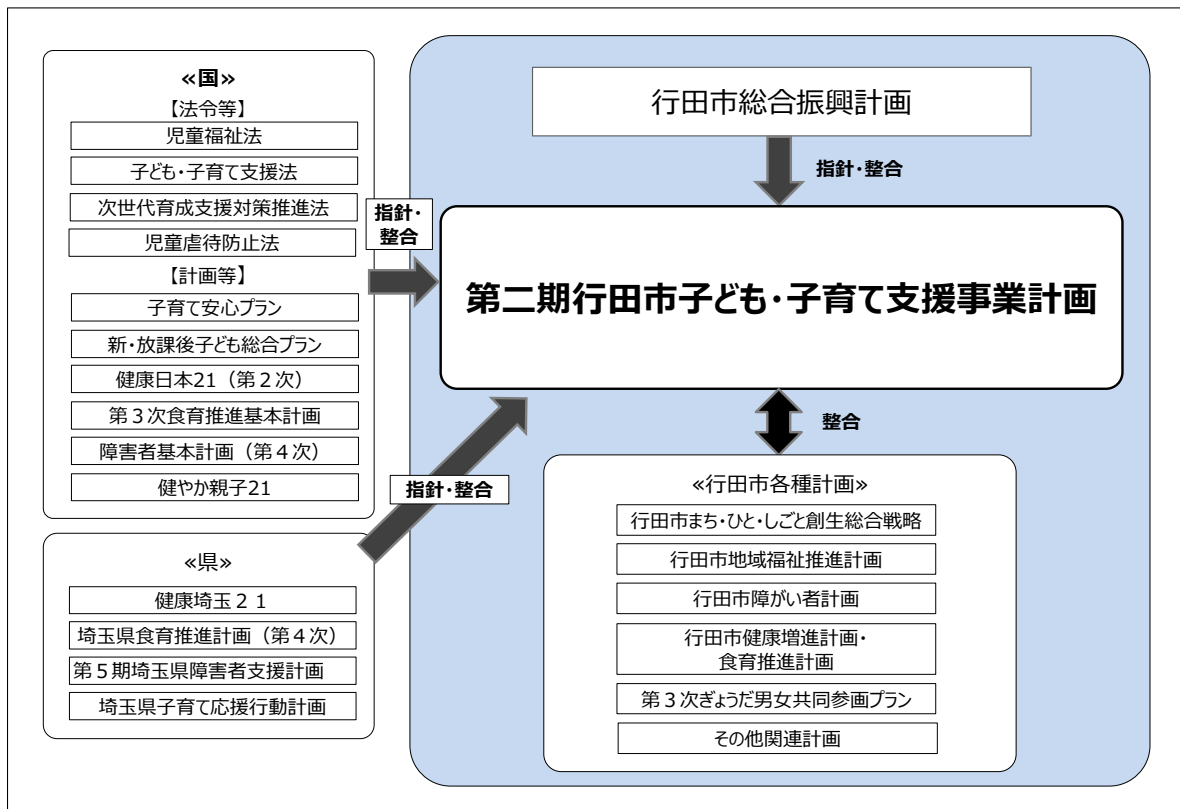 «国»
【法令等】
児童福祉法
子ども・子育て支援法
次世代育成支援対策推進法
児童虐待防止法
【計画等】
子育て安心プラン
新・放課後子ども総合プラン
健康日本21（第２次）
第３次食育推進基本計画
障害者基本計画（第４次）
健やか親子21
«県»
健康埼玉２１
埼玉県食育推進計画（第４次）
第５期埼玉県障害者支援計画
埼玉県子育て応援行動計画
指針・
整合
指針・整合
行田市総合振興計画
指針・整合
第二期行田市子ども・子育て支援事業計画
整合
«行田市各種計画»
行田市まち・ひと・しごと創生総合戦略
行田市地域福祉推進計画
行田市障がい者計画
行田市健康増進計画・
食育推進計画
第３次ぎょうだ男女共同参画プラン
その他関連計画